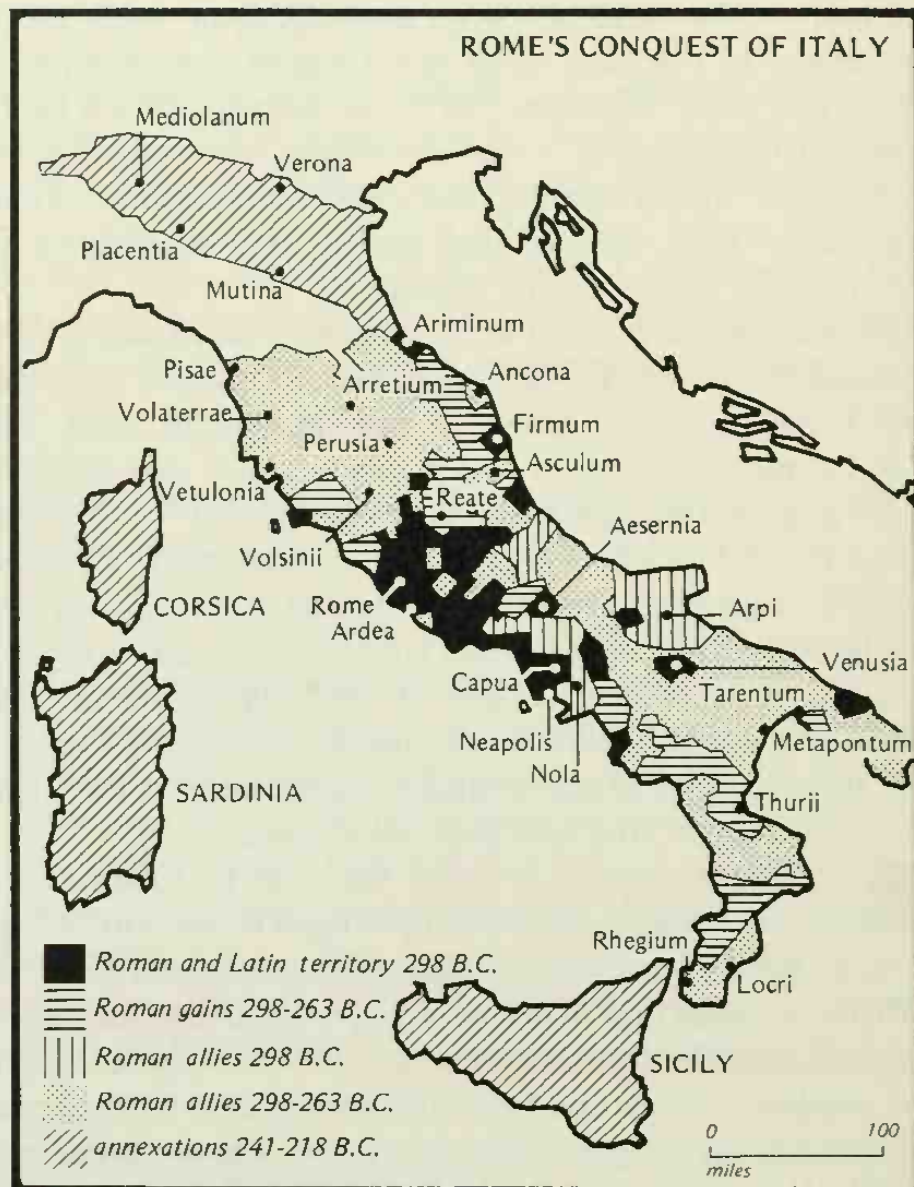 ROME'S CONQUEST OF ITALY
Mediolanum
Verona
Placentia
Mutina
Ariminum
Pisae
Arretium
Ancona
Volaterrae
Firmum
Perusia
Asculum
Vetulonia
Reate
Aesernia
Volsinii
CORSICA
Rome
Arpi
Ardea
Venusia
Capua
Tarentum
Neapolis
Metapontum
Nola
SARDINIA
Thurii
Rhegium
Locri
SICILY
Roman and Latin territory 298 B.C.
Roman gains 298-263 B.C.
Roman allies 298 B.C.
Roman allies 298-263 B.C.
annexations 241-218 B.C.
0 100
miles